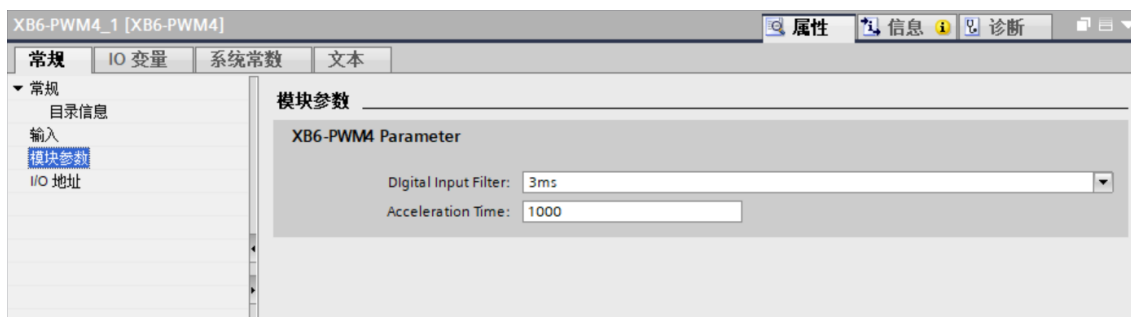 XB6-PWM4_1 [XB6-PWM4]
属性 信息 诊断
常规 IO 变量 系统常数 文本
常规
目录信息
输入
模块参数
I/O 地址
模块参数
XB6-PWM4 Parameter
DIgital Input Filter: 3ms
Acceleration Time: 1000